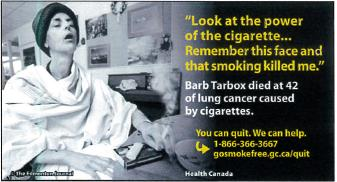 "Look at the power
of the cigarette...
Remember this face and
that smoking killed me."
Barb Tarbox died at 42
of lung cancer caused
by cigarettes.
You can quit. We can help.
1-866-366-3667
gosmokefree.gc.ca/quit
© The Edmonton Journal
Health Canada